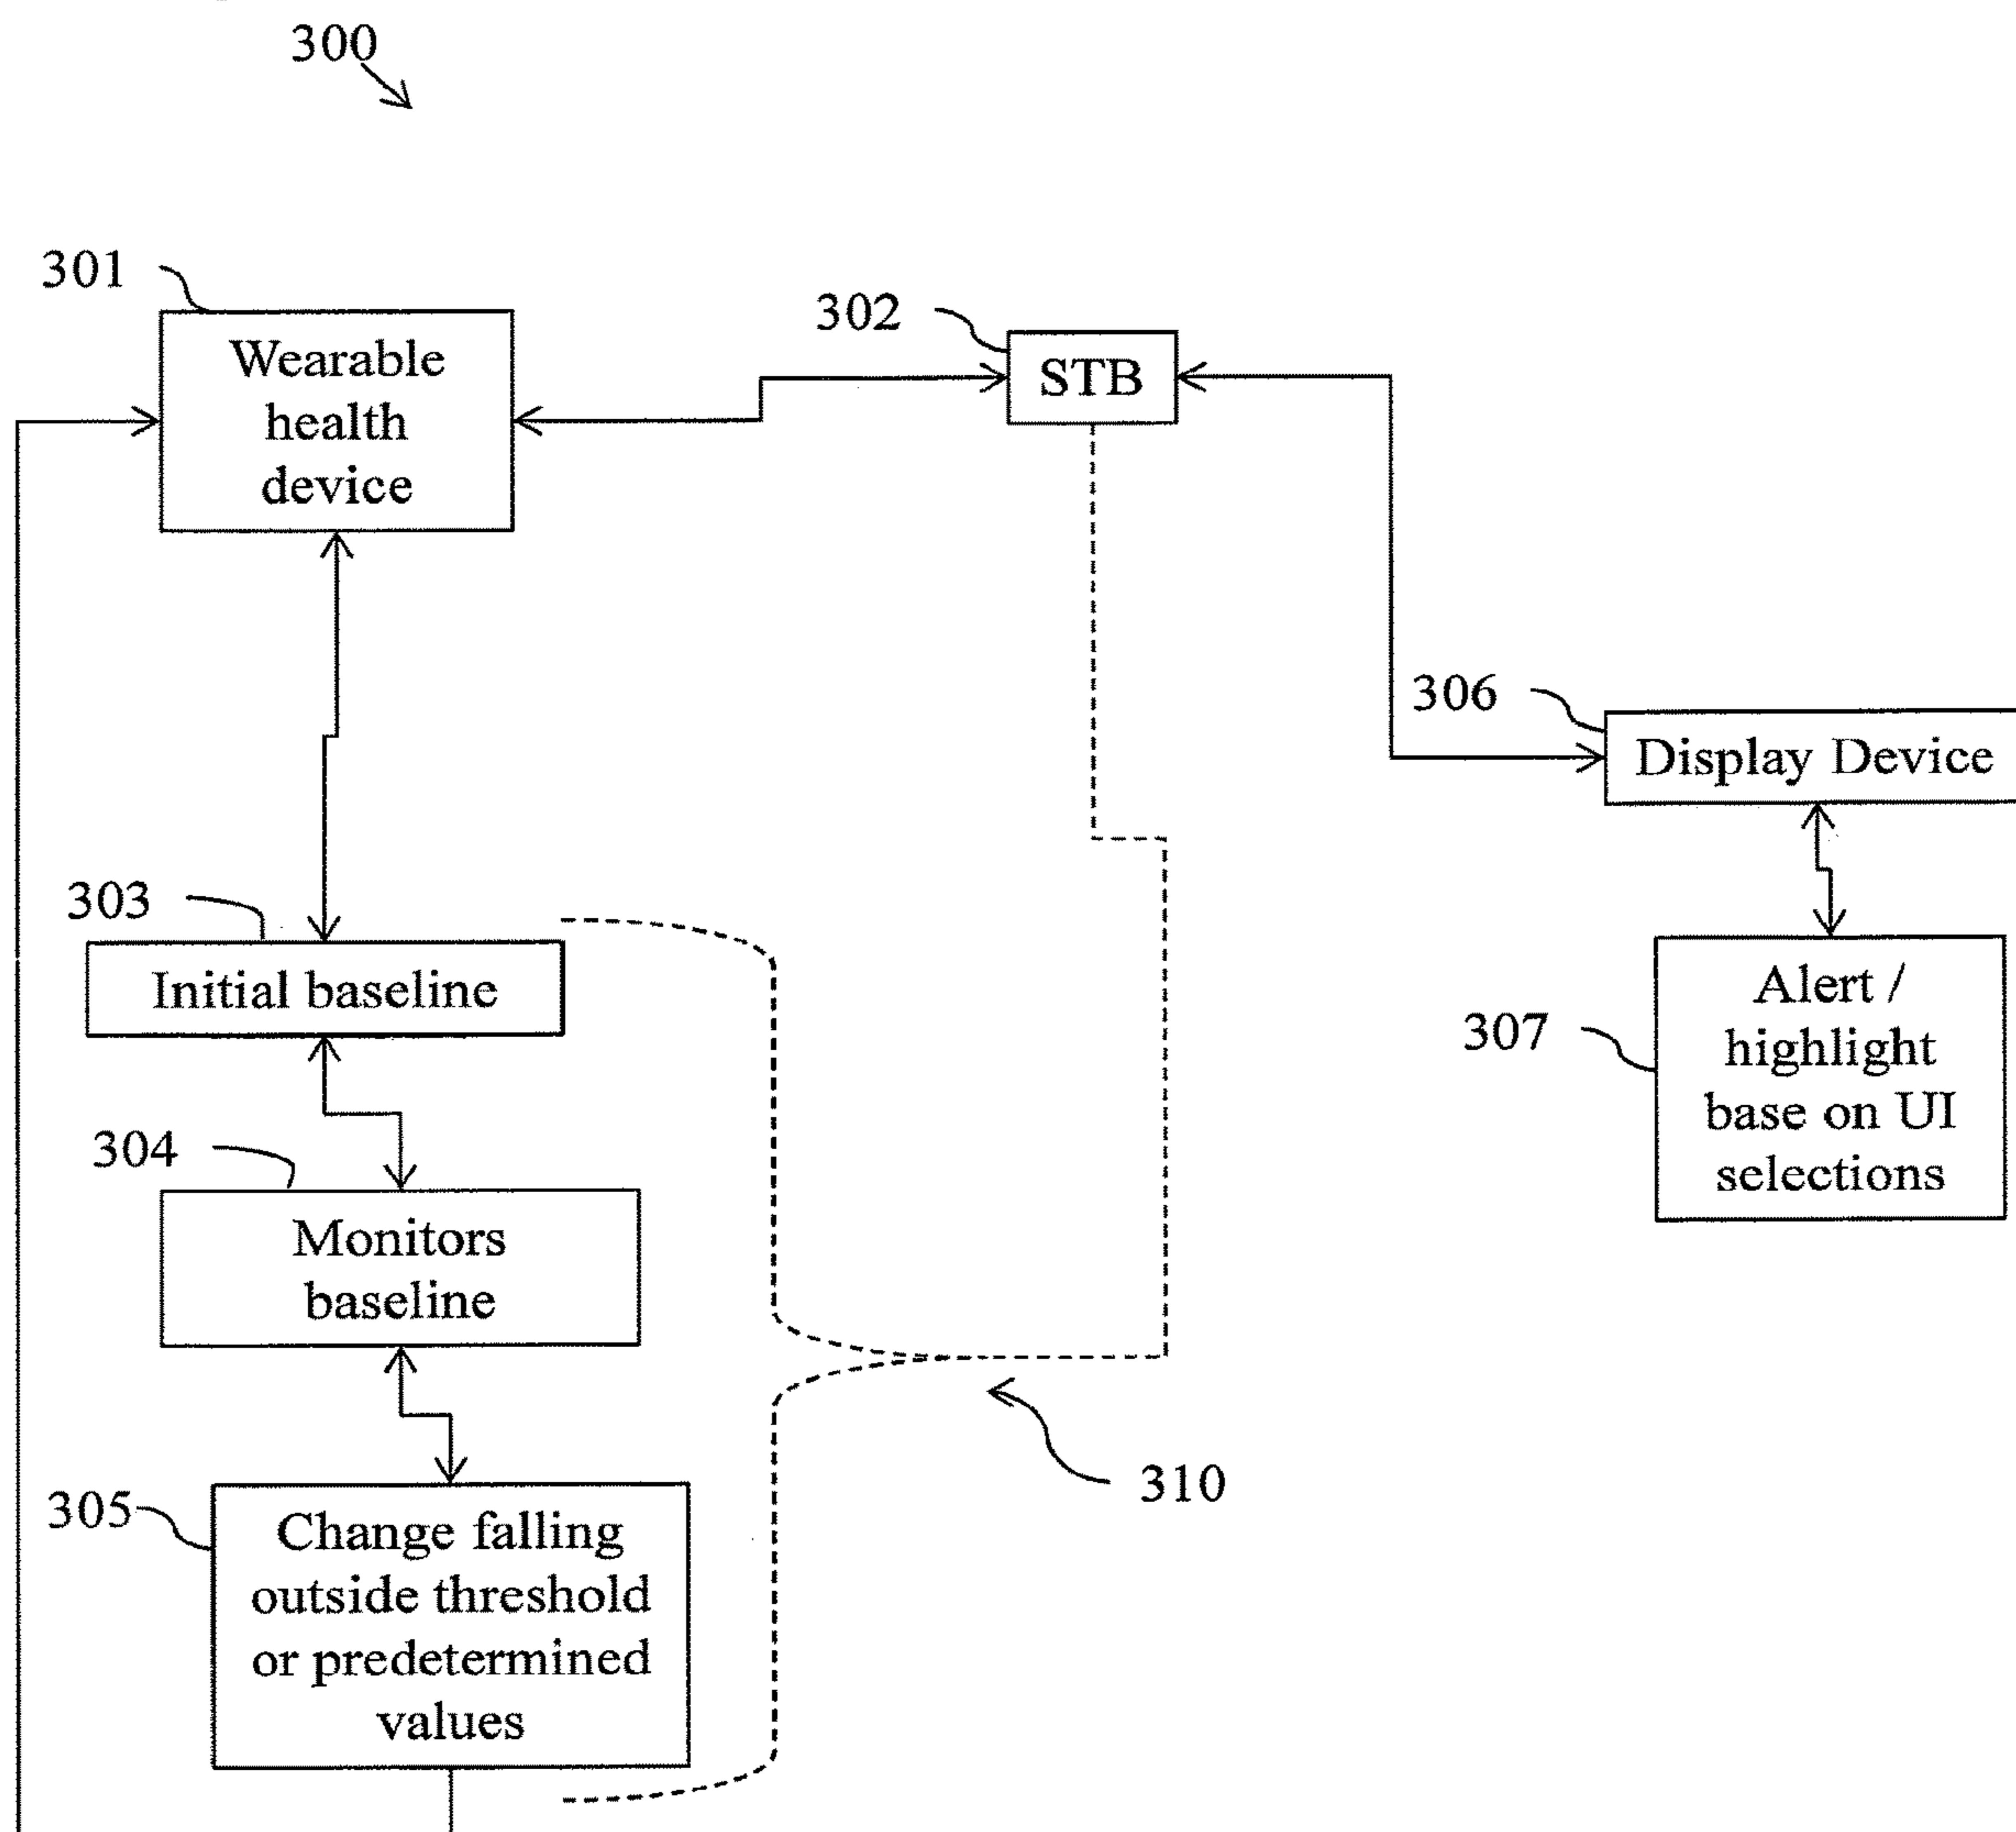 300
301
Wearable
health
device
302
STB
306
Display Device
303
Initial baseline
307
Alert /
highlight
base on UI
selections
304
Monitors
baseline
310
305
Change falling
outside threshold
or predetermined
values